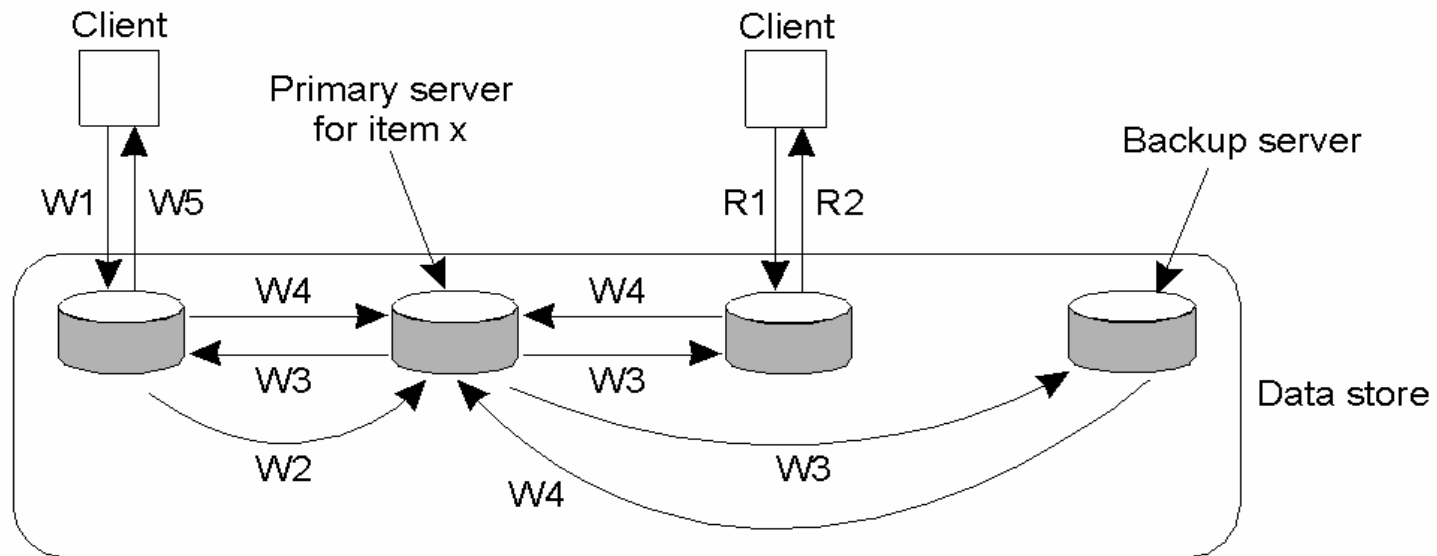 Client
Client
Primary server
for item x
Backup server
W1
W5
R1
R2
W4
W4
W3
W3
Data store
W2
W3
W4